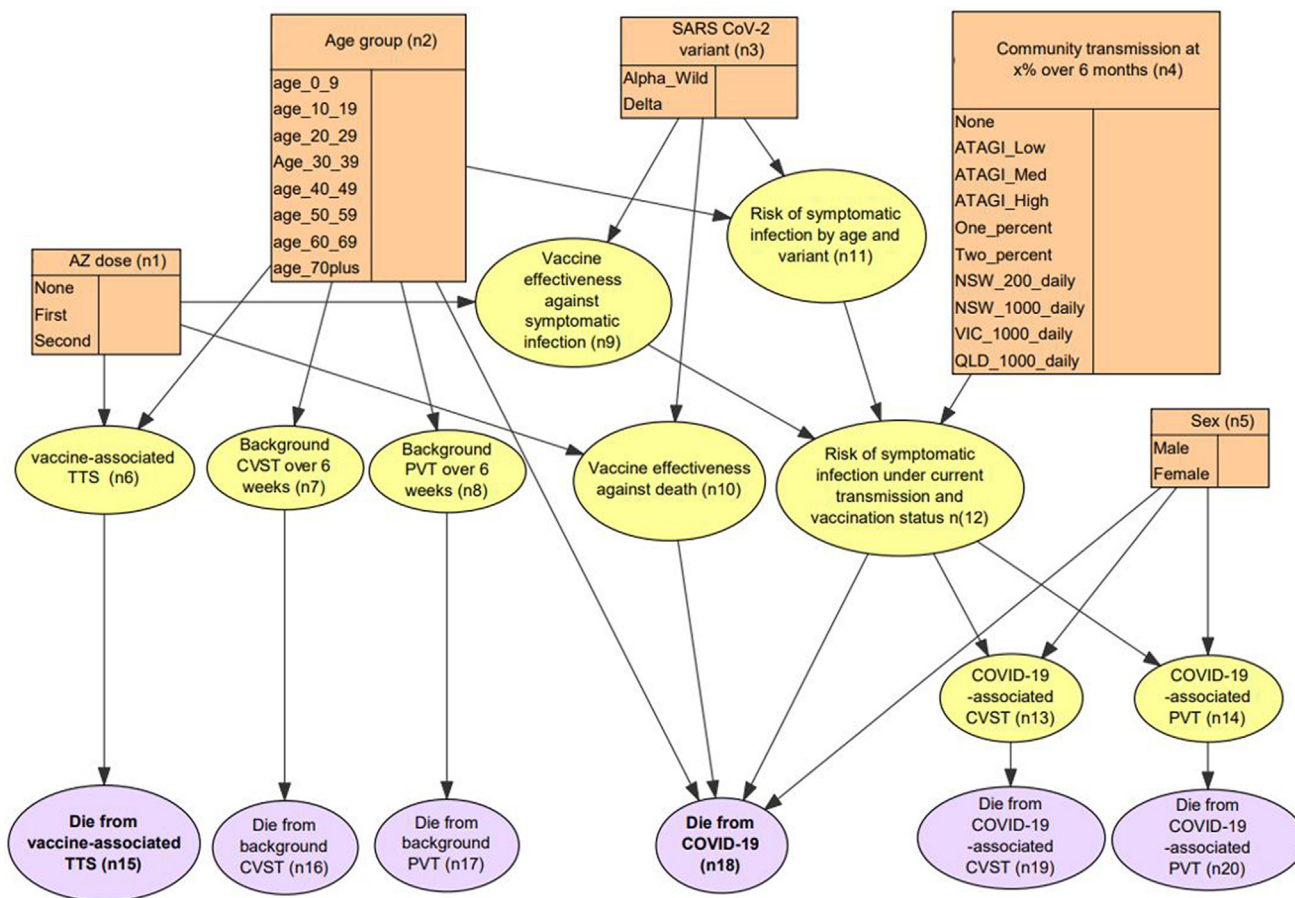 Age group (n2)
age_0_9
age_10_19
age_20_29
Age_30_39
age_40_49
age_50_59
age_60_69
age_70plus
SARS CoV-2
variant (n3)
Alpha_Wild
Delta
Community transmission at
x% over 6 months (n4)
None
ATAGI_Low
ATAGI_Med
ATAGI_High
One_percent
Two_percent
NSW_200_daily
NSW_1000_daily
VIC_1000_daily
QLD_1000_daily
AZ dose (n1)
None
First
Second
Vaccine
effectiveness
against
symptomatic
infection (n9)
Risk of symptomatic
infection by age and
variant (n11)
Sex (n5)
Male
Female
vaccine-associated
TTS (n6)
Background
CVST over 6
weeks (n7)
Background
PVT over 6
weeks (n8)
Vaccine effectiveness
against death (n10)
Risk of symptomatic
infection under current
transmission and
vaccination status n(12)
COVID-19
-associated
CVST (n13)
COVID-19
-associated
PVT (n14)
Die from
vaccine-associated
TTS (n15)
Die from
background
CVST (n16)
Die from
background
PVT (n17)
Die from
COVID-19
(n18)
Die from
COVID-19
-associated
CVST (n19)
Die from
COVID-19
-associated
PVT (n20)